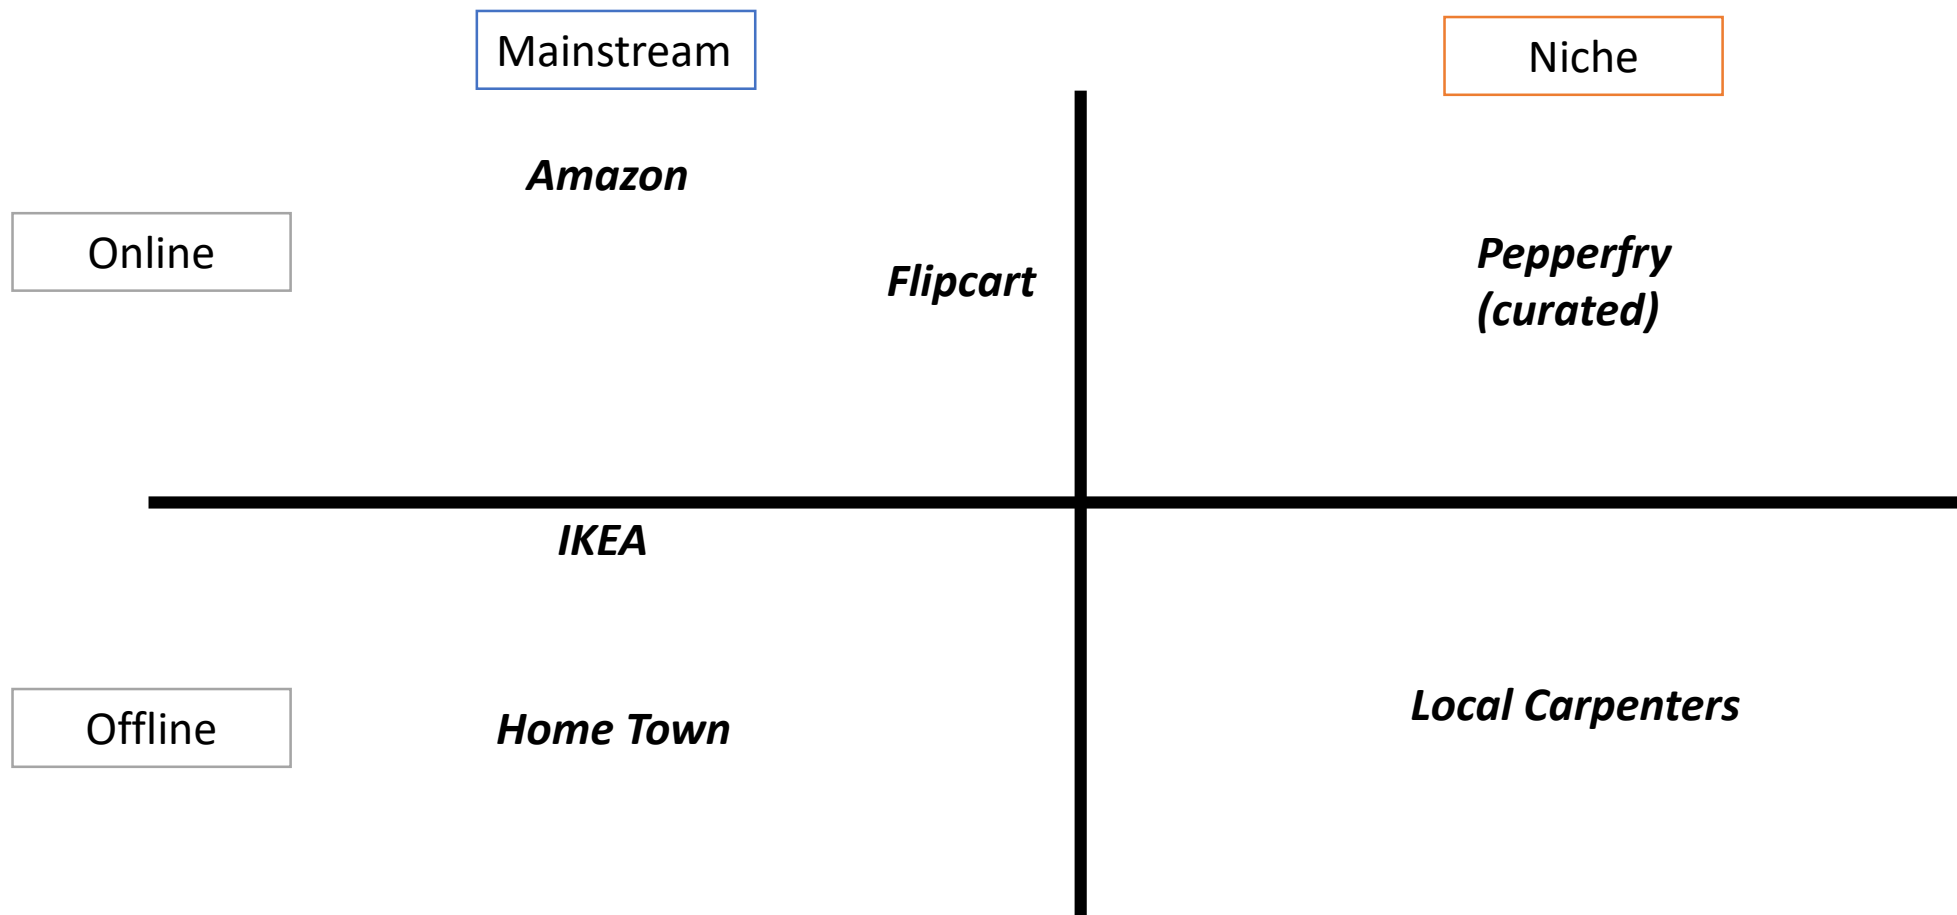 Mainstream
Niche
Amazon
Online
Flipcart
Pepperfry
(curated)
IKEA
Offline
Home Town
Local Carpenters